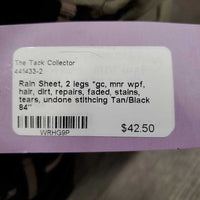 The Tack Collector
441433-2
Rain Sheet, 2 legs *gc, mnr wpf,
hair, dirt, repairs, faded, stains,
tears, undone stithcing Tan/Black
84"
WRHG9P
$42.50